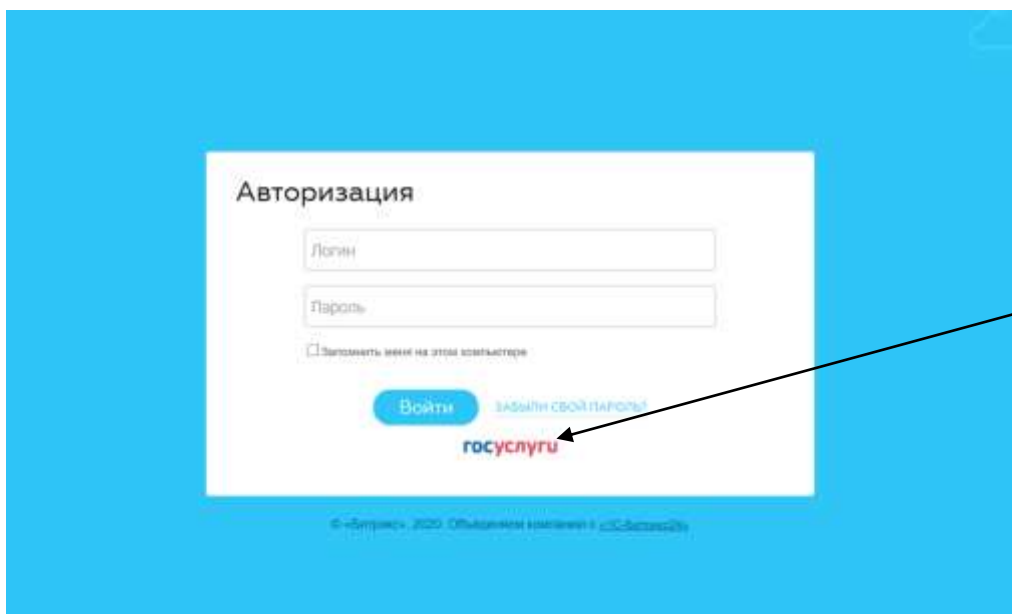 Авторизация
Логин
Пароль
Запомнить меня на этом компьютере
Войти ЗАБЫЛИ СВОЙ ПАРОЛЬ?
госуслуги
© «Битрикс», 2020. Объединяем компании с «1С-Битрикс24»